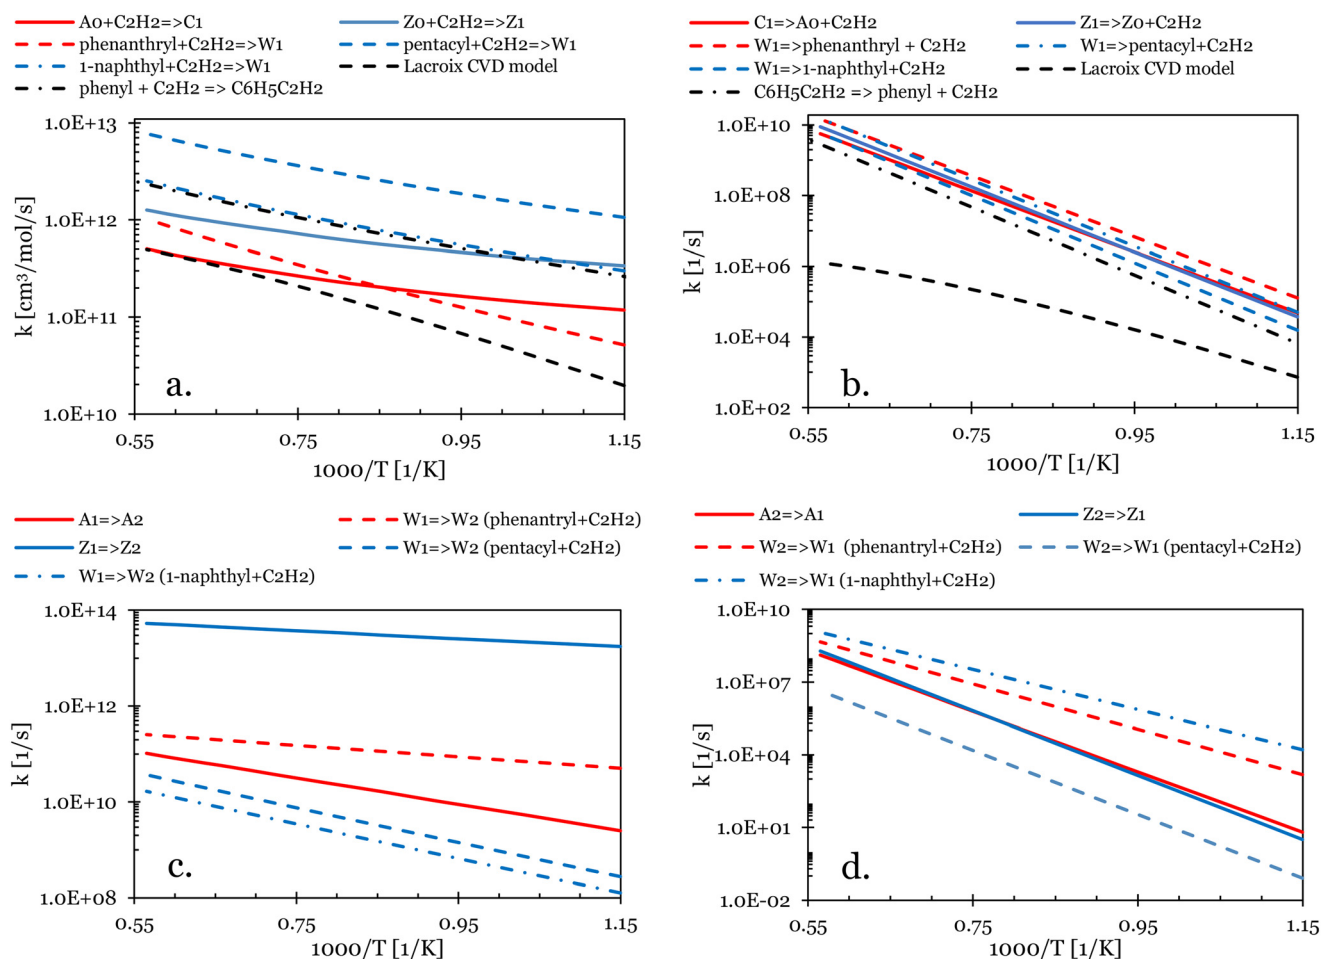 A0+C2H2=>C1
Z0+C2H2=>Z1
phenanthryl+C2H2=>W1
pentacyl+C2H2=>W1
1-naphthyl+C2H2=>W1
Lacroix CVD model
phenyl + C2H2 => C6H5C2H2
1.0E+13
1.0E+12
1.0E+11
1.0E+10
k [cm³/mol/s]
a.
0.55
0.75
0.95
1.15
1000/T [1/K]
C1=>A0+C2H2
Z1=>Z0+C2H2
W1=>phenanthryl + C2H2
W1=>pentacyl+C2H2
W1=>1-naphthyl+C2H2
Lacroix CVD model
C6H5C2H2 => phenyl + C2H2
1.0E+10
1.0E+08
1.0E+06
1.0E+04
1.0E+02
k [1/s]
b.
0.55
0.75
0.95
1.15
1000/T [1/K]
A1=>A2
W1=>W2 (phenantryl+C2H2)
Z1=>Z2
W1=>W2 (pentacyl+C2H2)
W1=>W2 (1-naphthyl+C2H2)
1.0E+14
1.0E+12
1.0E+10
1.0E+08
k [1/s]
c.
0.55
0.75
0.95
1.15
1000/T [1/K]
A2=>A1
Z2=>Z1
W2=>W1 (phenantryl+C2H2)
W2=>W1 (pentacyl+C2H2)
W2=>W1 (1-naphthyl+C2H2)
1.0E+10
1.0E+07
1.0E+04
1.0E+01
1.0E-02
k [1/s]
d.
0.55
0.75
0.95
1.15
1000/T [1/K]